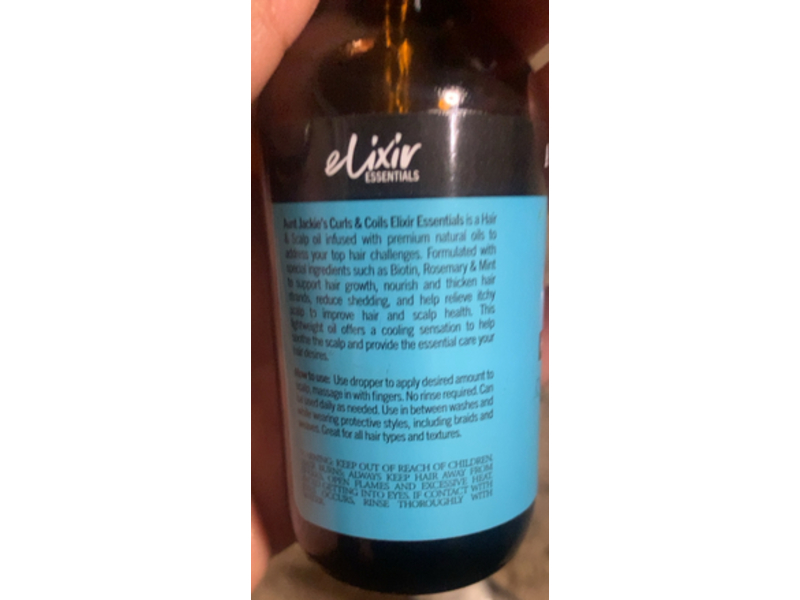 eLixir
ESSENTIALS
Aunt Jackie's Curls & Coils Elixir Essentials is a Hair
& Scalp oil infused with premium natural oils to
address your top hair challenges. Formulated with
special ingredients such as Biotin, Rosemary & Mint
to support hair growth, nourish and thicken hair
strands, reduce shedding, and help relieve itchy
scalp to improve hair and scalp health. This
lightweight oil offers a cooling sensation to help
soothe the scalp and provide the essential care your
hair desires.
How to use: Use dropper to apply desired amount to
scalp, massage in with fingers. No rinse required. Can
be used daily as needed. Use in between washes and
while wearing protective styles, including braids and
weaves. Great for all hair types and textures.
WARNING: KEEP OUT OF REACH OF CHILDREN.
BURNS, ALWAYS KEEP HAIR AWAY FROM
OPEN FLAMES AND EXCESSIVE HEAT.
GETTING INTO EYES, IF CONTACT WITH
OCCURS, RINSE THOROUGHLY WITH